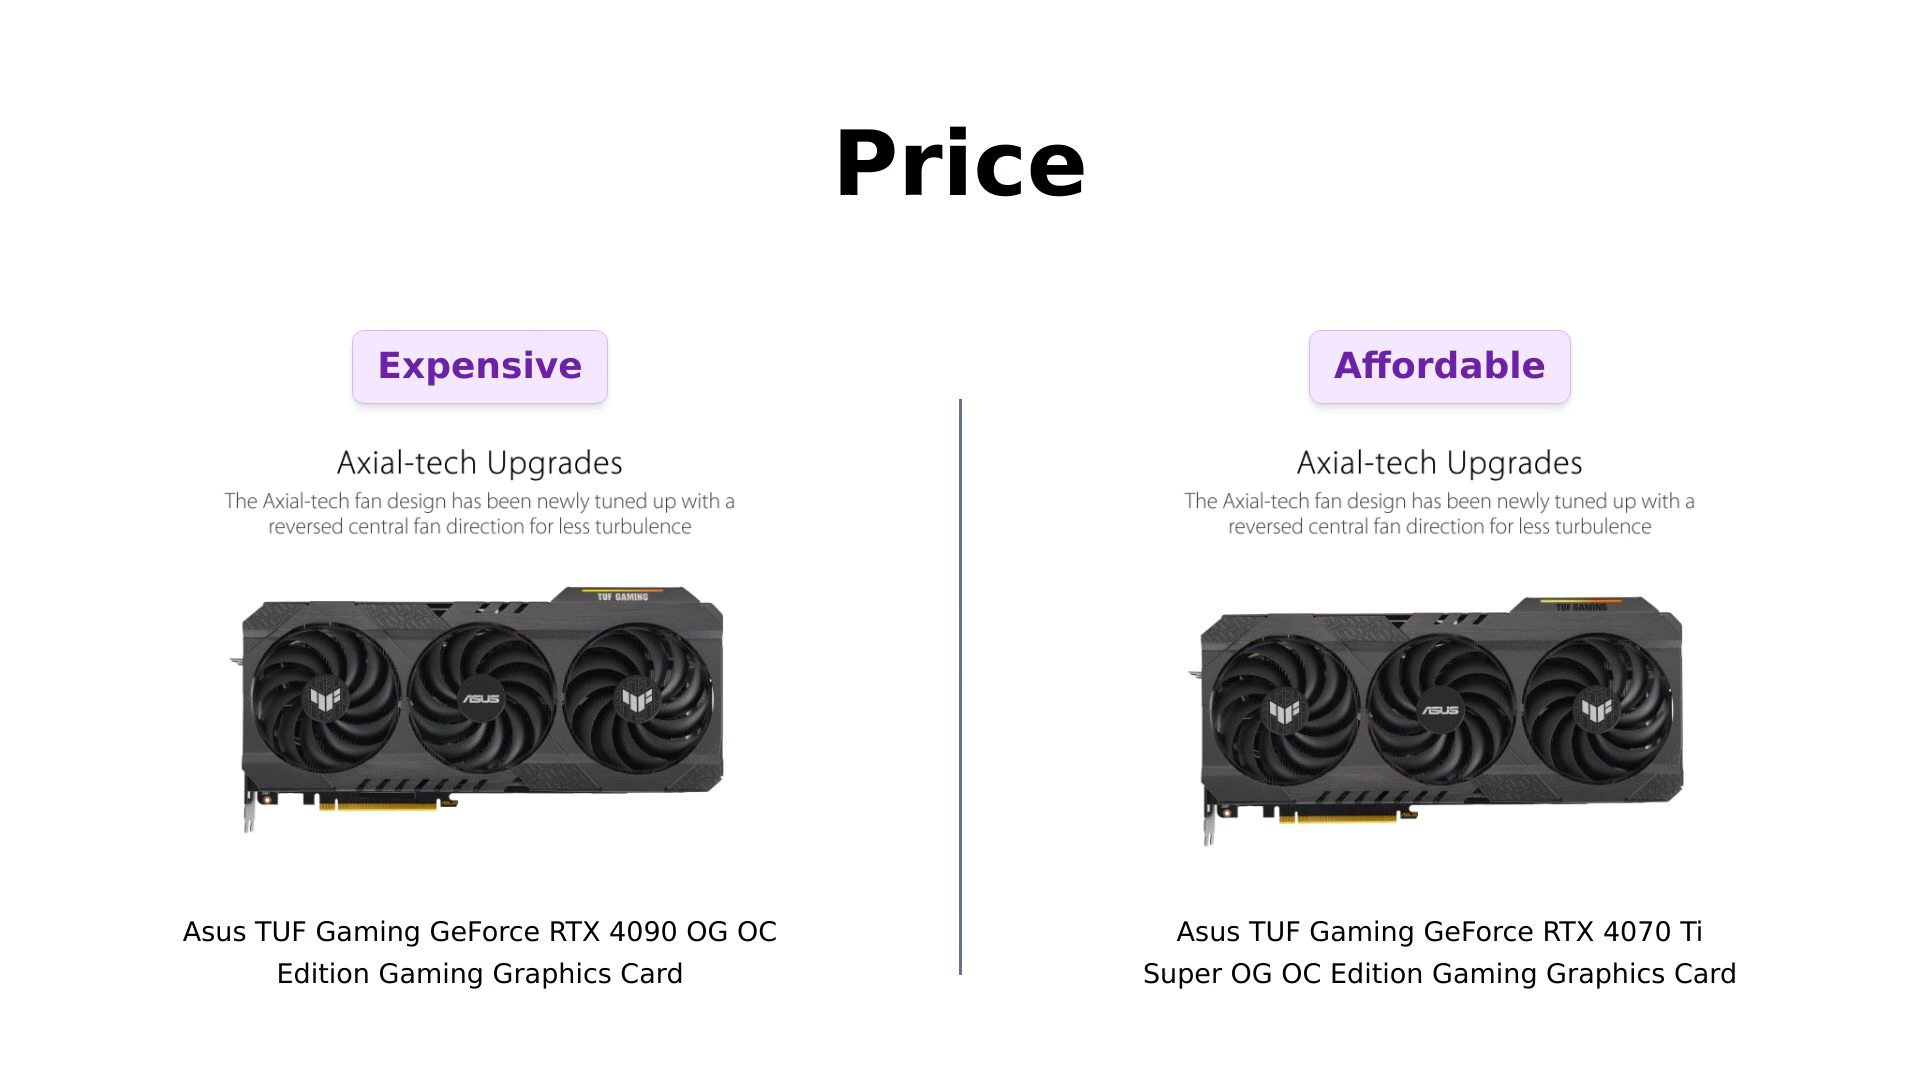 Price
Expensive
Axial-tech Upgrades
The Axial-tech fan design has been newly tuned up with a
reversed central fan direction for less turbulence
TUF GAMING
ASUS
Asus TUF Gaming GeForce RTX 4090 OG OC
Edition Gaming Graphics Card
Affordable
Axial-tech Upgrades
The Axial-tech fan design has been newly tuned up with a
reversed central fan direction for less turbulence
TUF GAMING
ASUS
Asus TUF Gaming GeForce RTX 4070 Ti
Super OG OC Edition Gaming Graphics Card